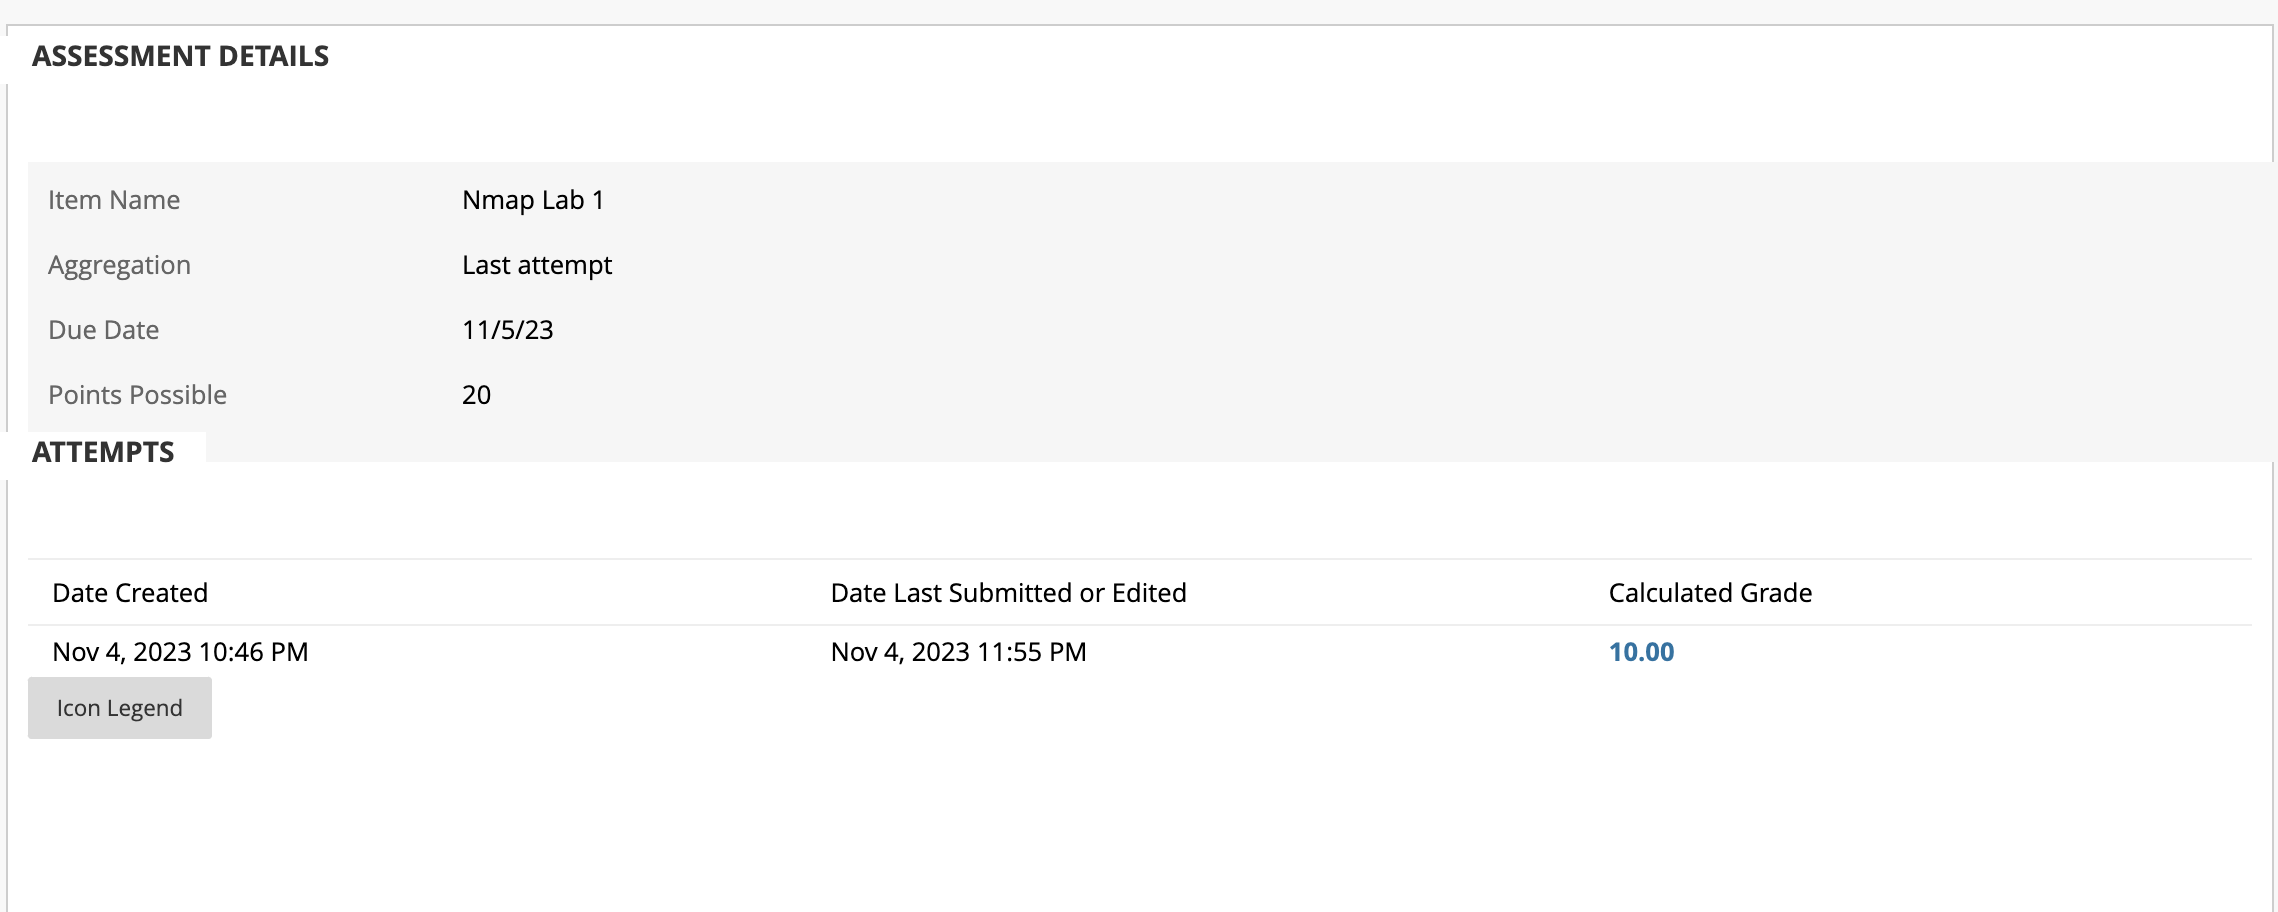 ASSESSMENT DETAILS
Item Name Nmap Lab 1
Aggregation Last attempt
Due Date 11/5/23
Points Possible 20
ATTEMPTS
Date Created Date Last Submitted or Edited Calculated Grade
Nov 4, 2023 10:46 PM Nov 4, 2023 11:55 PM 10.00
Icon Legend